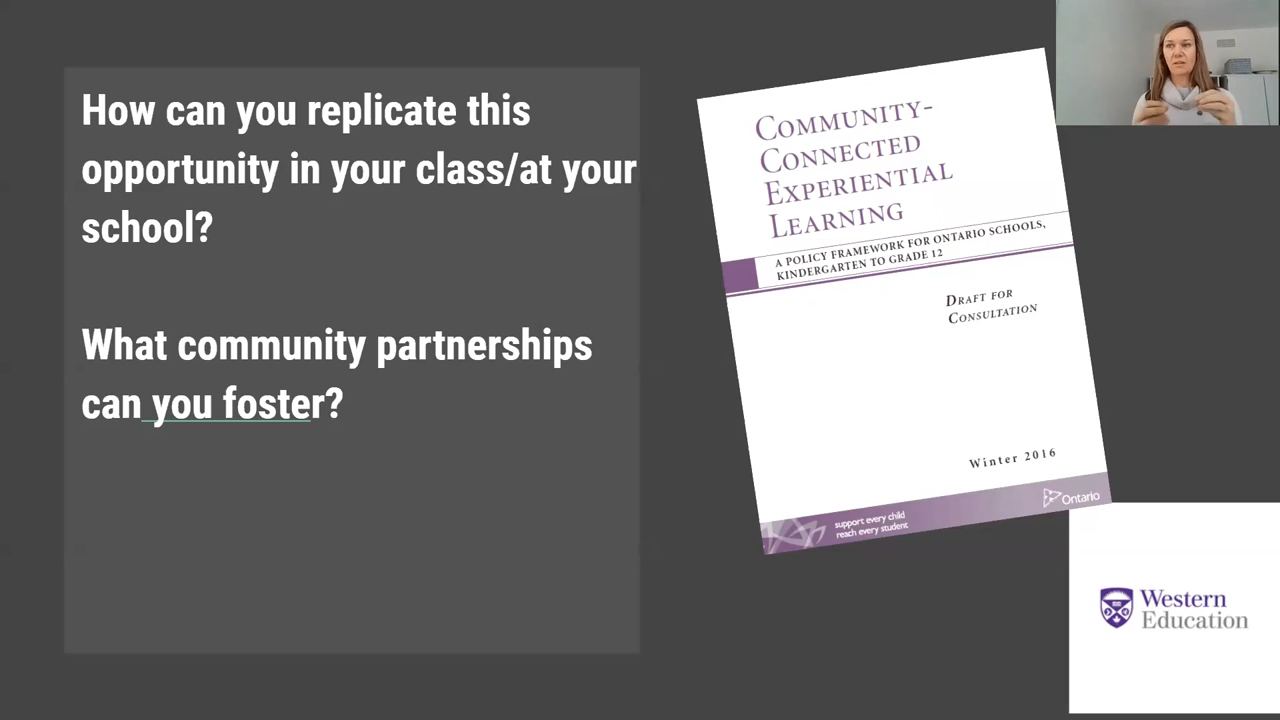 How can you replicate this
opportunity in your class/at your
school?
What community partnerships
can you foster?
COMMUNITY-
CONNECTED
EXPERIENTIAL
LEARNING
A POLICY FRAMEWORK FOR ONTARIO SCHOOLS,
KINDERGARTEN TO GRADE 12
DRAFT FOR
CONSULTATION
Winter 2016
support every child
reach every student
Ontario
Western
Education